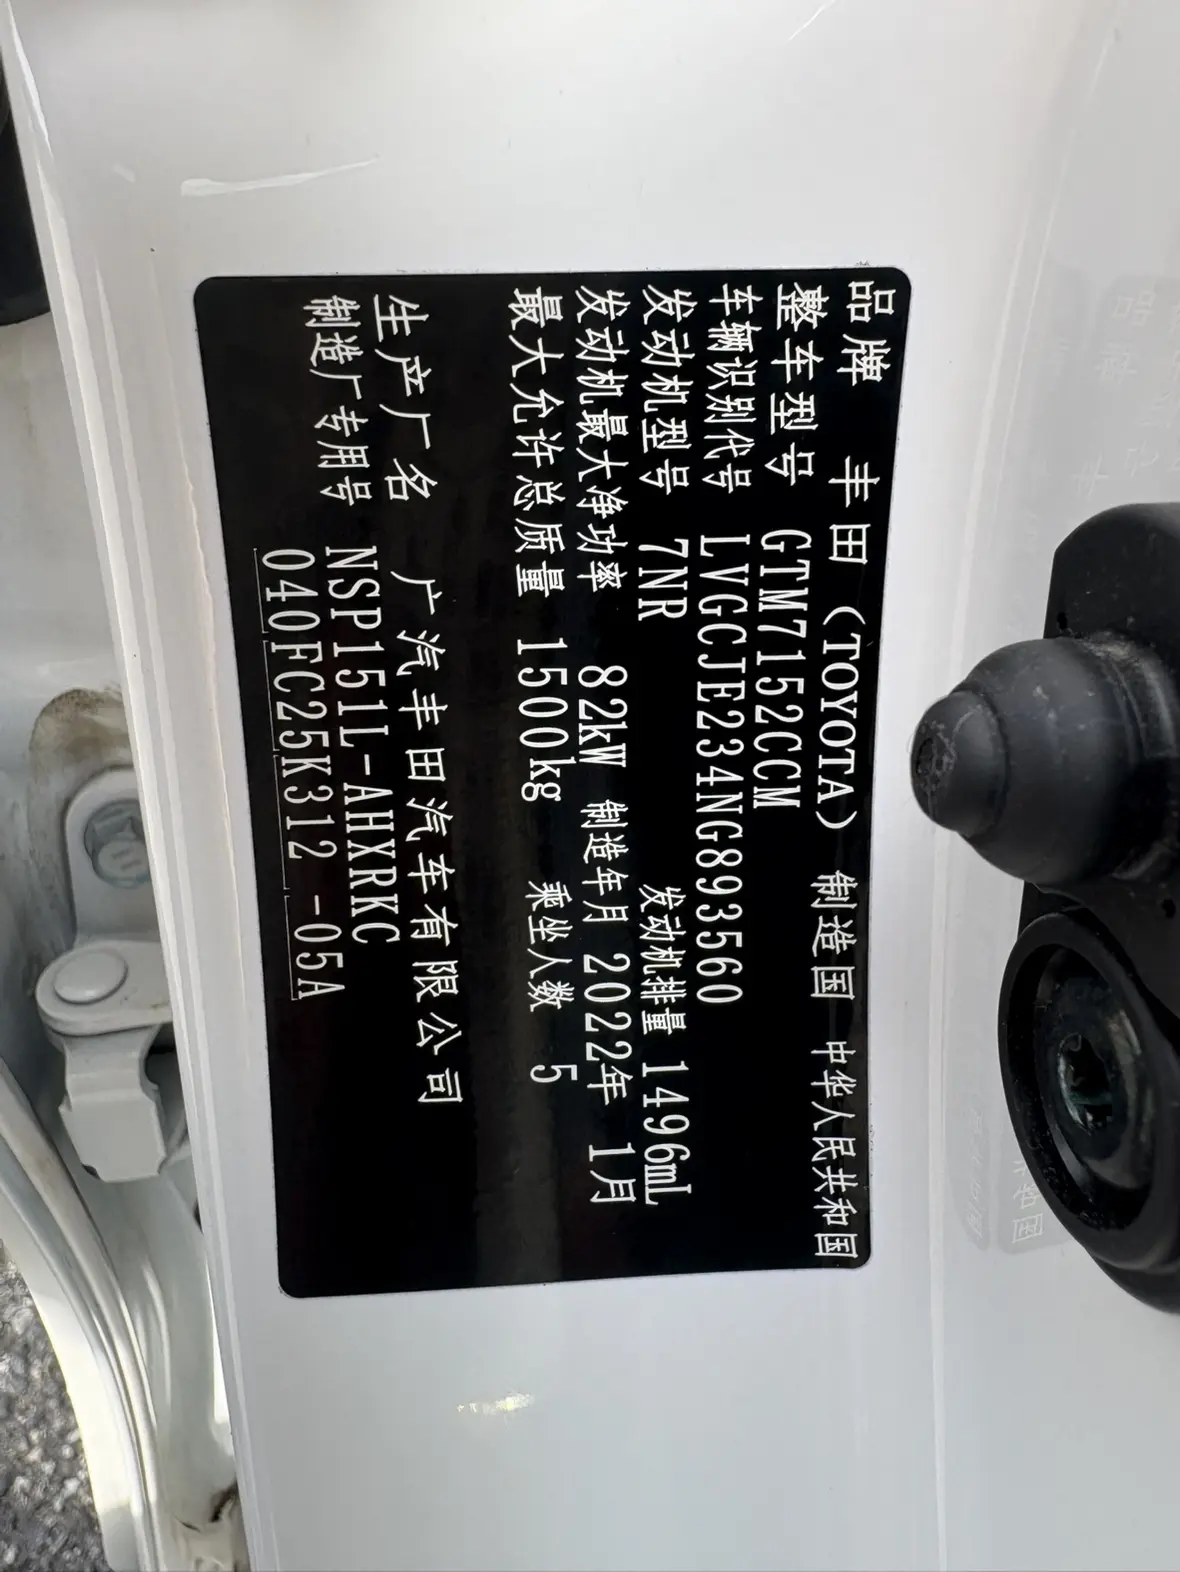 品牌 丰田 (TOYOTA) 制造国 中华人民共和国
整车型号 GTM7152CCM
车辆识别代号 LVGCJE234NG893560
发动机型号 7NR 发动机排量 1496mL
发动机最大净功率 82kW 制造年月 2022年 1月
最大允许总质量 1500kg 乘坐人数 5
生产厂名 广汽丰田汽车有限公司
制造厂专用号 NSP151L-AHXRKC
040FC25K312 -05A